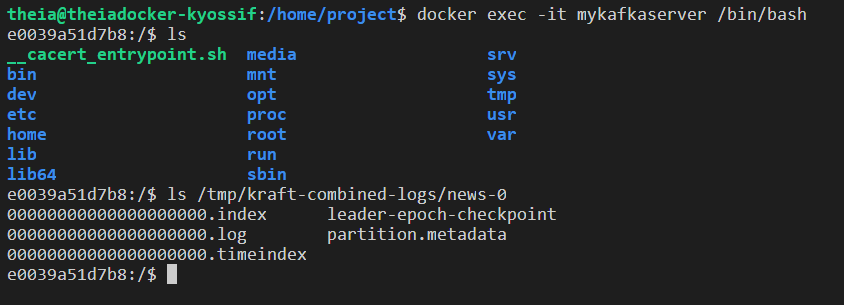 theia@theiadocker-kyossif:/home/project$ docker exec -it mykafkaserver /bin/bash
e0039a51d7b8:/$ ls
__cacert_entrypoint.sh  media                   srv
bin                     mnt                     sys
dev                     opt                     tmp
etc                     proc                    usr
home                    root                    var
lib                     run
lib64                   sbin
e0039a51d7b8:/$ ls /tmp/kraft-combined-logs/news-0
00000000000000000000.index      leader-epoch-checkpoint
00000000000000000000.log        partition.metadata
00000000000000000000.timeindex
e0039a51d7b8:/$